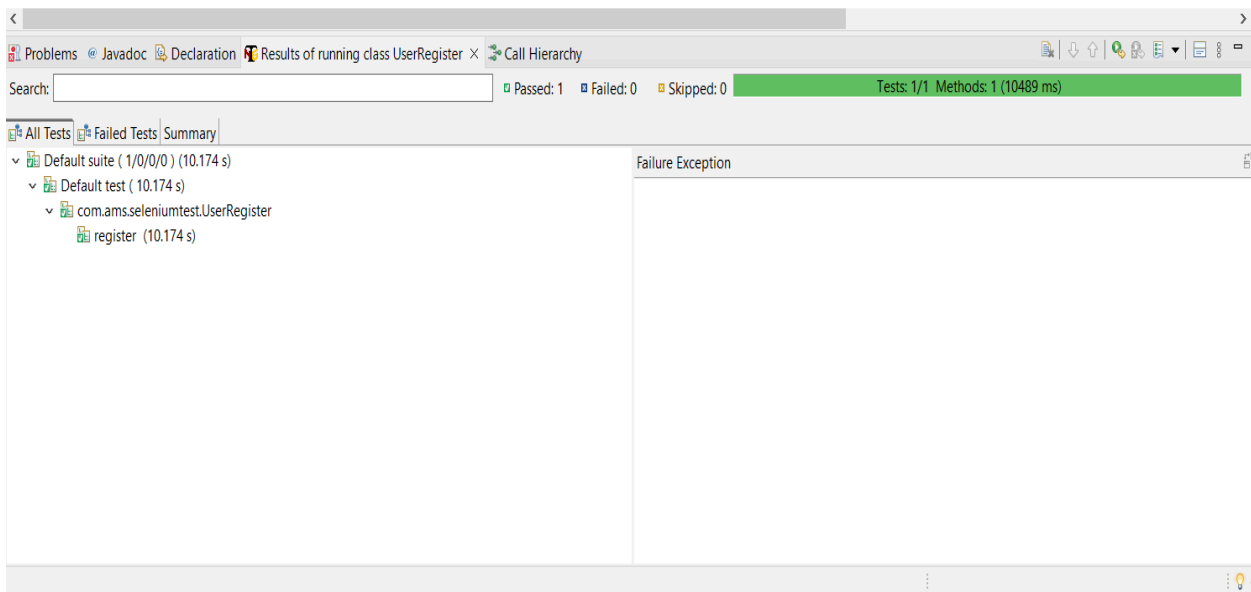 Problems @ Javadoc Declaration Results of running class UserRegister Call Hierarchy
Search: Passed: 1 Failed: 0 Skipped: 0 Tests: 1/1 Methods: 1 (10489 ms)
All Tests Failed Tests Summary
Default suite ( 1/0/0/0 ) (10.174 s)
Failure Exception
Default test ( 10.174 s)
com.ams.seleniumtest.UserRegister
register (10.174 s)